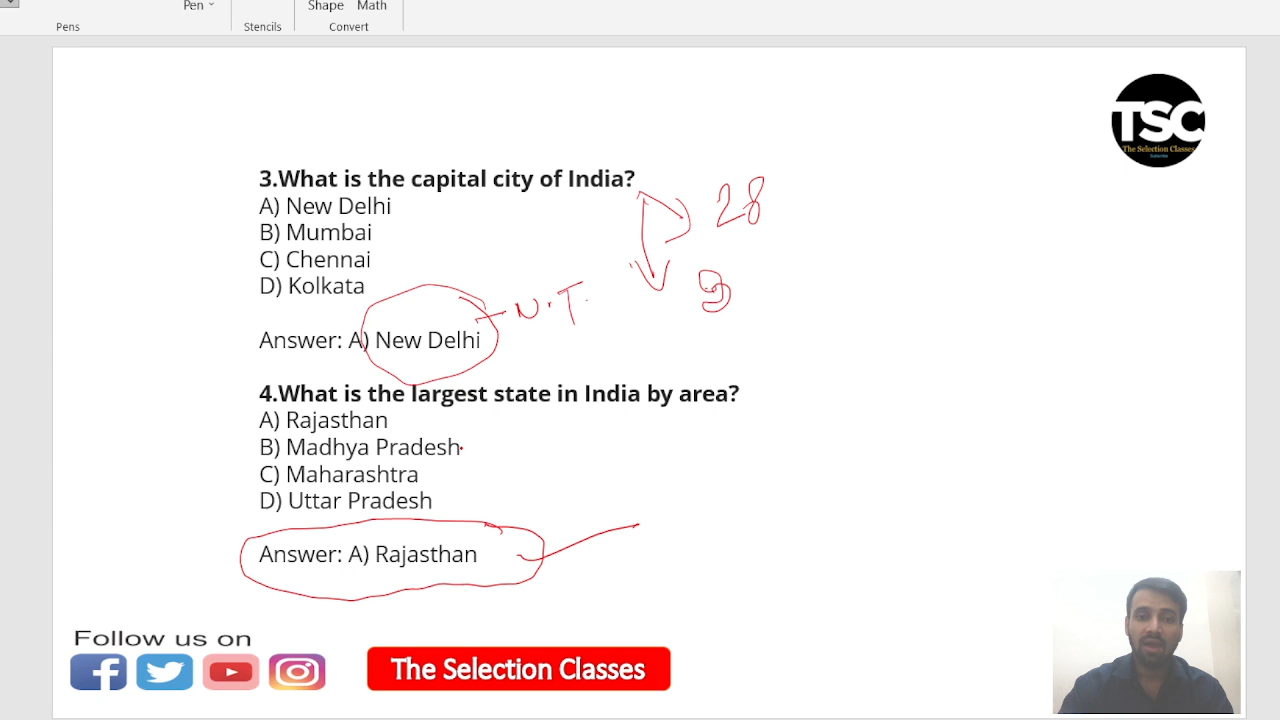 Pen
Shape Math
Pens
Stencils
Convert
TSC
The Selection Classes
Subscribe
3.What is the capital city of India?
A) New Delhi
B) Mumbai
C) Chennai
D) Kolkata
28
N.T.
Answer: A) New Delhi
4.What is the largest state in India by area?
A) Rajasthan
B) Madhya Pradesh
C) Maharashtra
D) Uttar Pradesh
Answer: A) Rajasthan
Follow us on
The Selection Classes